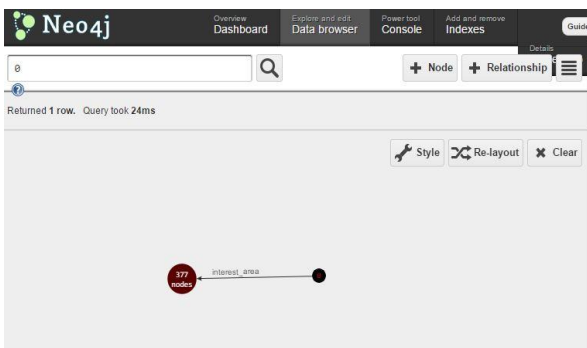 Neo4j
Overview
Dashboard
Explore and edit
Data browser
Power tool
Console
Add and remove
Indexes
Guide
Details
0
+ Node
+ Relationship
Returned 1 row. Query took 24ms
Style
Re-layout
Clear
interest_area
377
nodes